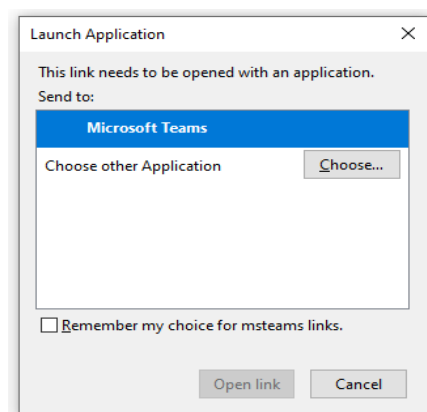 Launch Application
This link needs to be opened with an application.
Send to:
Microsoft Teams
Choose other Application
Choose...
Remember my choice for msteams links.
Open link
Cancel